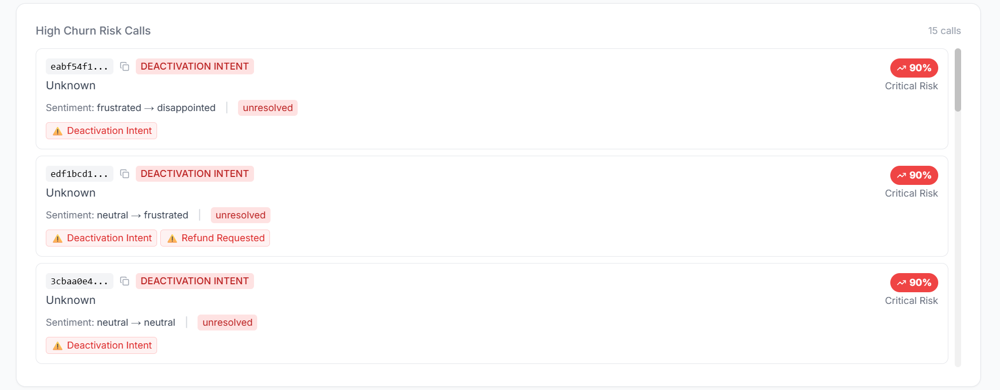 High Churn Risk Calls
15 calls
eabf54f1... DEACTIVATION INTENT
90%
Unknown
Critical Risk
Sentiment: frustrated → disappointed | unresolved
⚠ Deactivation Intent
edf1bcd1... DEACTIVATION INTENT
90%
Unknown
Critical Risk
Sentiment: neutral → frustrated | unresolved
⚠ Deactivation Intent ⚠ Refund Requested
3cbaa0e4... DEACTIVATION INTENT
90%
Unknown
Critical Risk
Sentiment: neutral → neutral | unresolved
⚠ Deactivation Intent